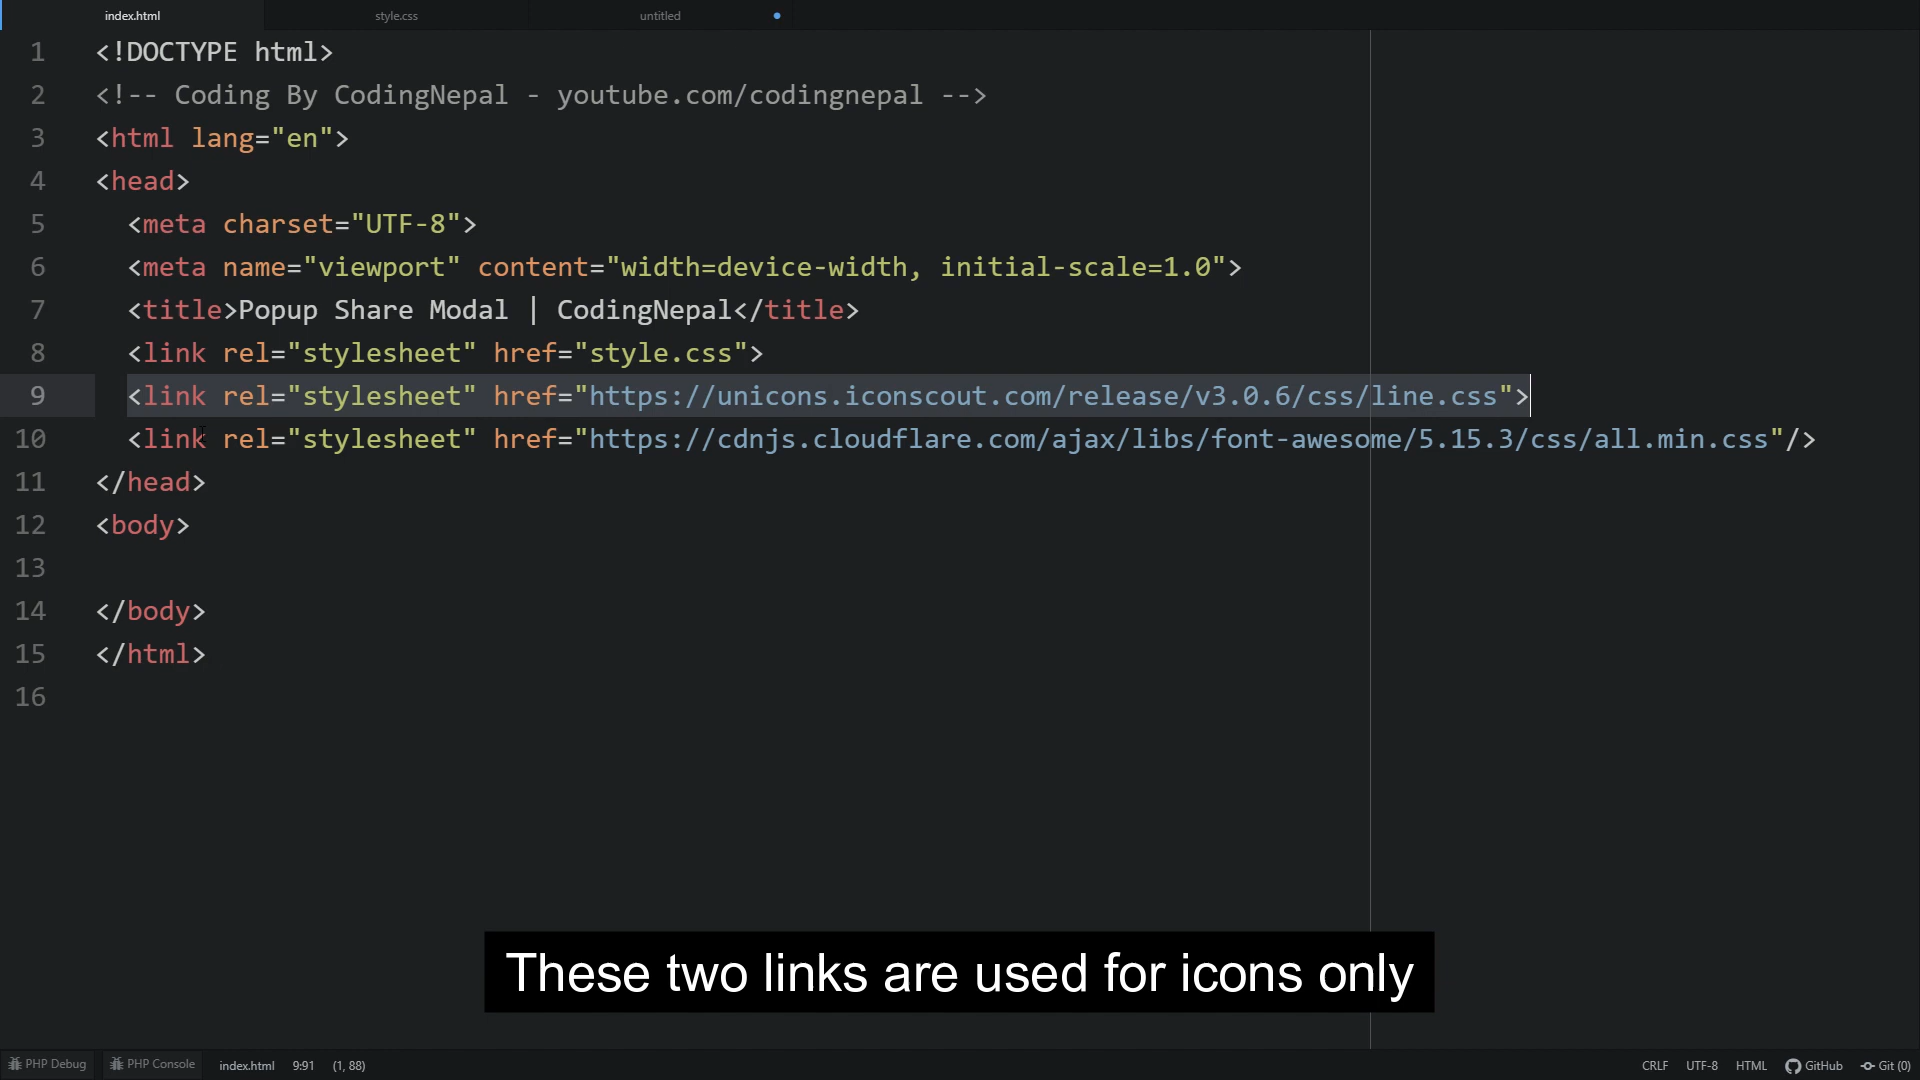 index.html style.css untitled
1 <!DOCTYPE html>
2 <!-- Coding By CodingNepal - youtube.com/codingnepal -->
3 <html lang="en">
4 <head>
5 <meta charset="UTF-8">
6 <meta name="viewport" content="width=device-width, initial-scale=1.0">
7 <title>Popup Share Modal | CodingNepal</title>
8 <link rel="stylesheet" href="style.css">
9 <link rel="stylesheet" href="https://unicons.iconscout.com/release/v3.0.6/css/line.css">
10 <link rel="stylesheet" href="https://cdnjs.cloudflare.com/ajax/libs/font-awesome/5.15.3/css/all.min.css"/>
11 </head>
12 <body>
13
14 </body>
15 </html>
16
These two links are used for icons only
PHP Debug PHP Console index.html 9:91 (1, 88) CRLF UTF-8 HTML GitHub Git (0)